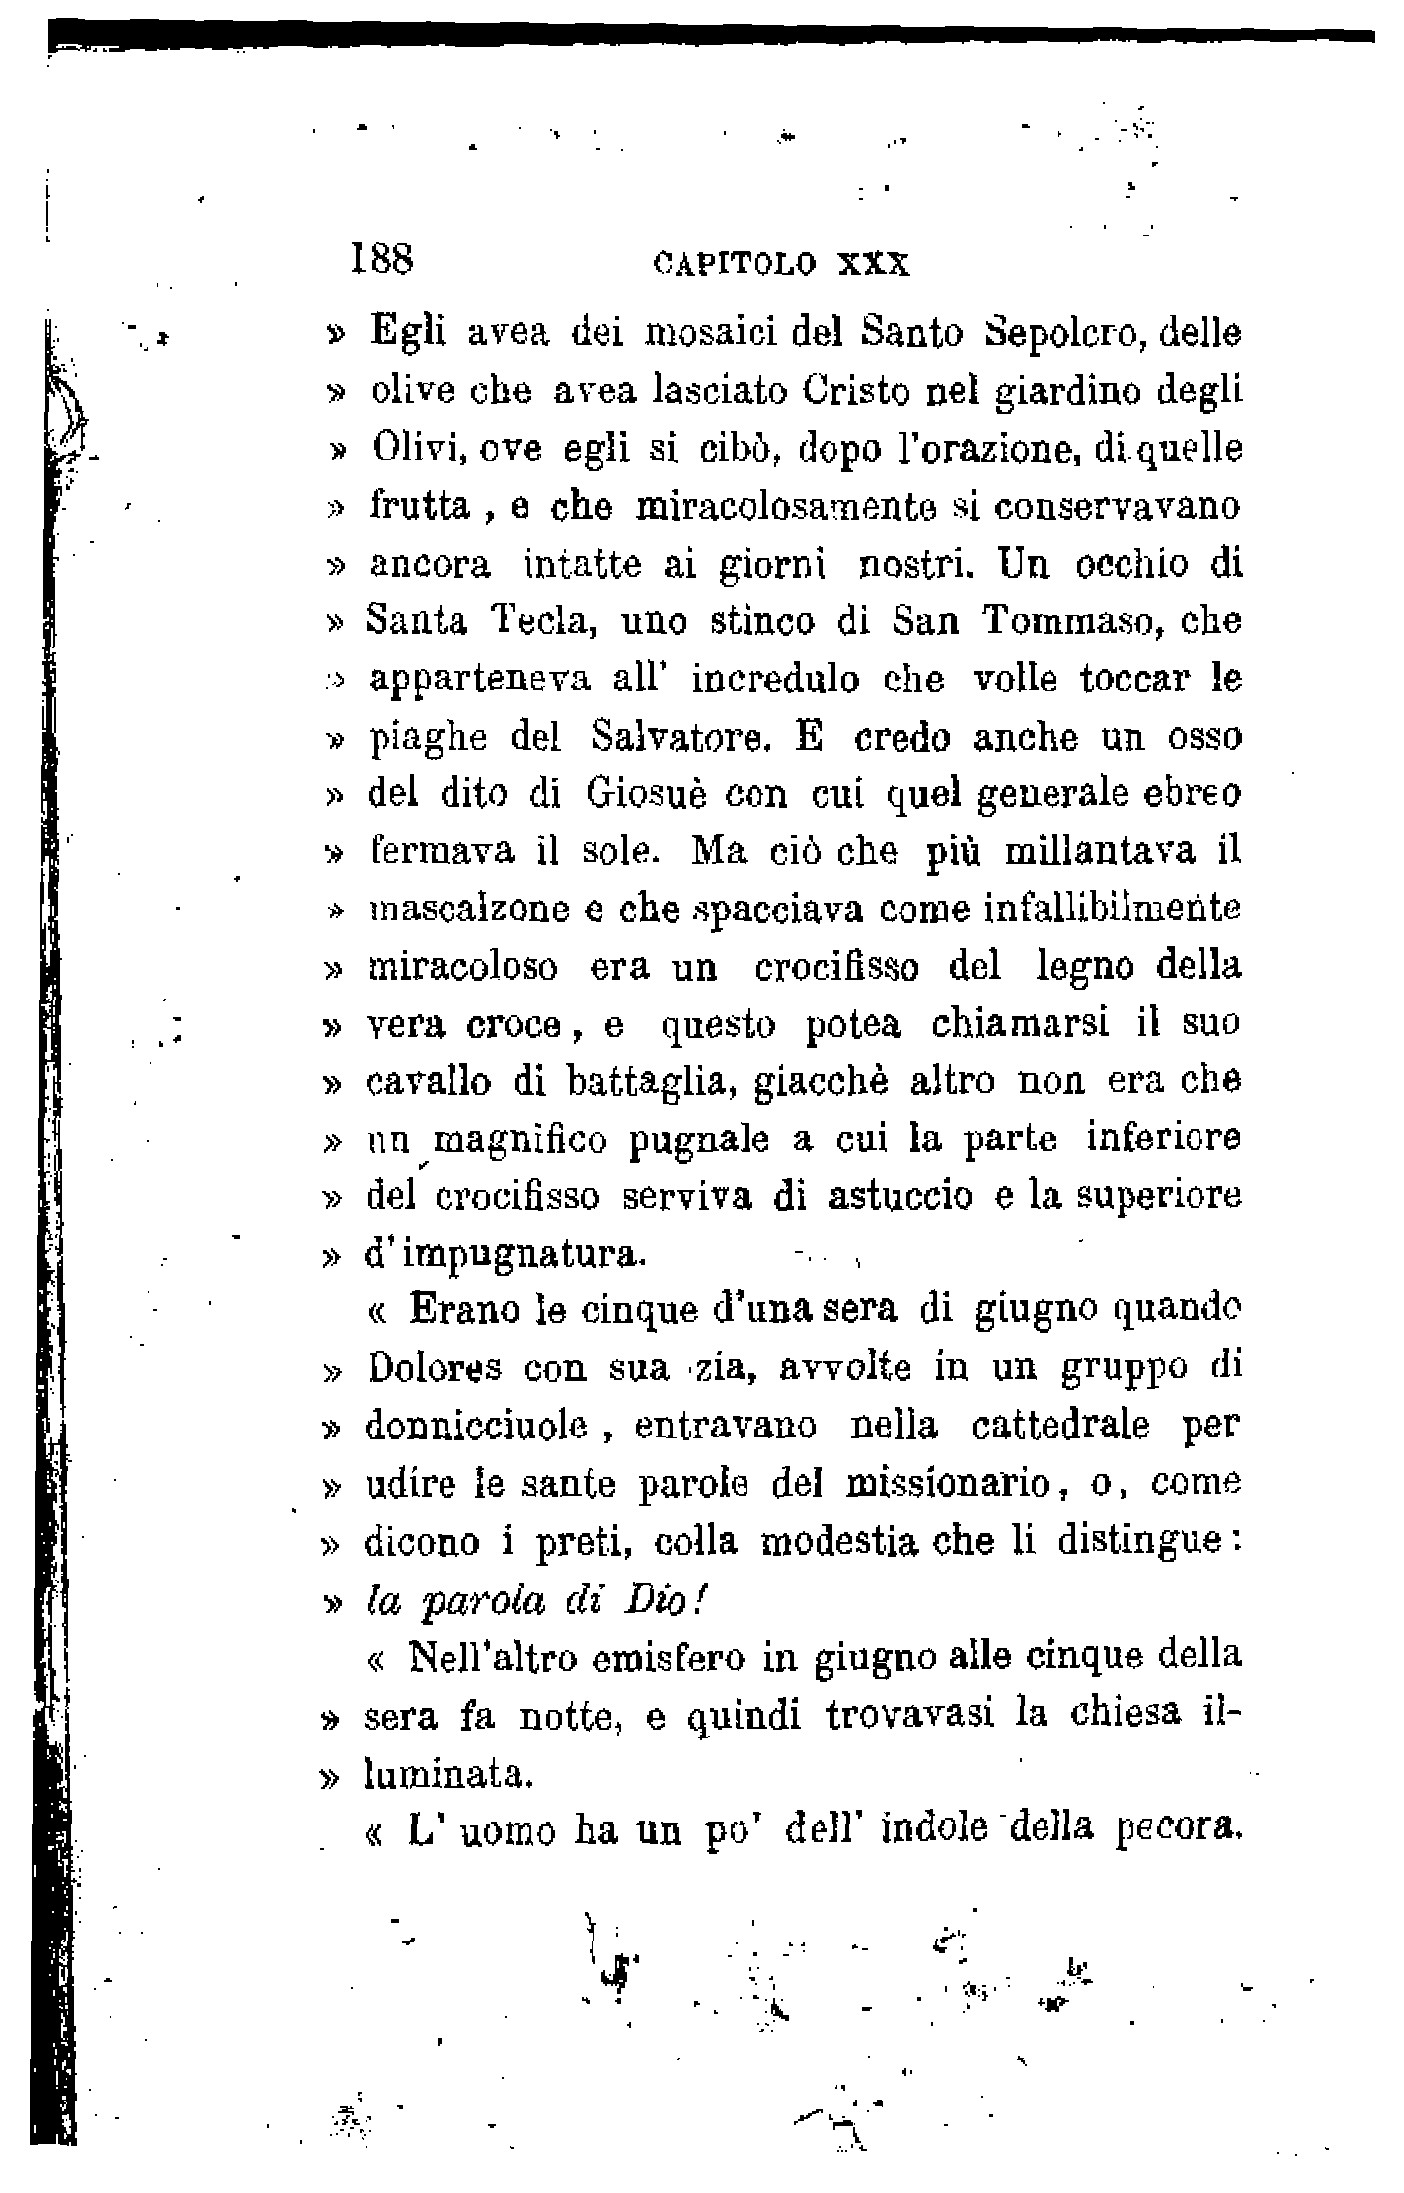 188 CAPITOLO XXX
» Egli avea dei mosaici del Santo Sepolcro, delle
» olive che avea lasciato Cristo nel giardino degli
» Olivi, ove egli si cibò, dopo l'orazione, di quelle
» frutta , e che miracolosamente si conservavano
» ancora intatte ai giorni nostri. Un occhio di
» Santa Tecla, uno stinco di San Tommaso, che
» apparteneva all' incredulo che volle toccar le
» piaghe del Salvatore. E credo anche un osso
» del dito di Giosuè con cui quel generale ebreo
» fermava il sole. Ma ciò che più millantava il
» mascalzone e che spacciava come infallibilmente
» miracoloso era un crocifisso del legno della
» vera croce , e questo potea chiamarsi il suo
» cavallo di battaglia, giacchè altro non era che
» un magnifico pugnale a cui la parte inferiore
» del crocifisso serviva di astuccio e la superiore
» d'impugnatura.
« Erano le cinque d'una sera di giugno quando
» Dolores con sua zia, avvolte in un gruppo di
» donnicciuole , entravano nella cattedrale per
» udire le sante parole del missionario, o, come
» dicono i preti, colla modestia che li distingue :
» la parola di Dio!
« Nell'altro emisfero in giugno alle cinque della
» sera fa notte, e quindi trovavasi la chiesa il-
» luminata.
« L' uomo ha un po' dell' indole della pecora.